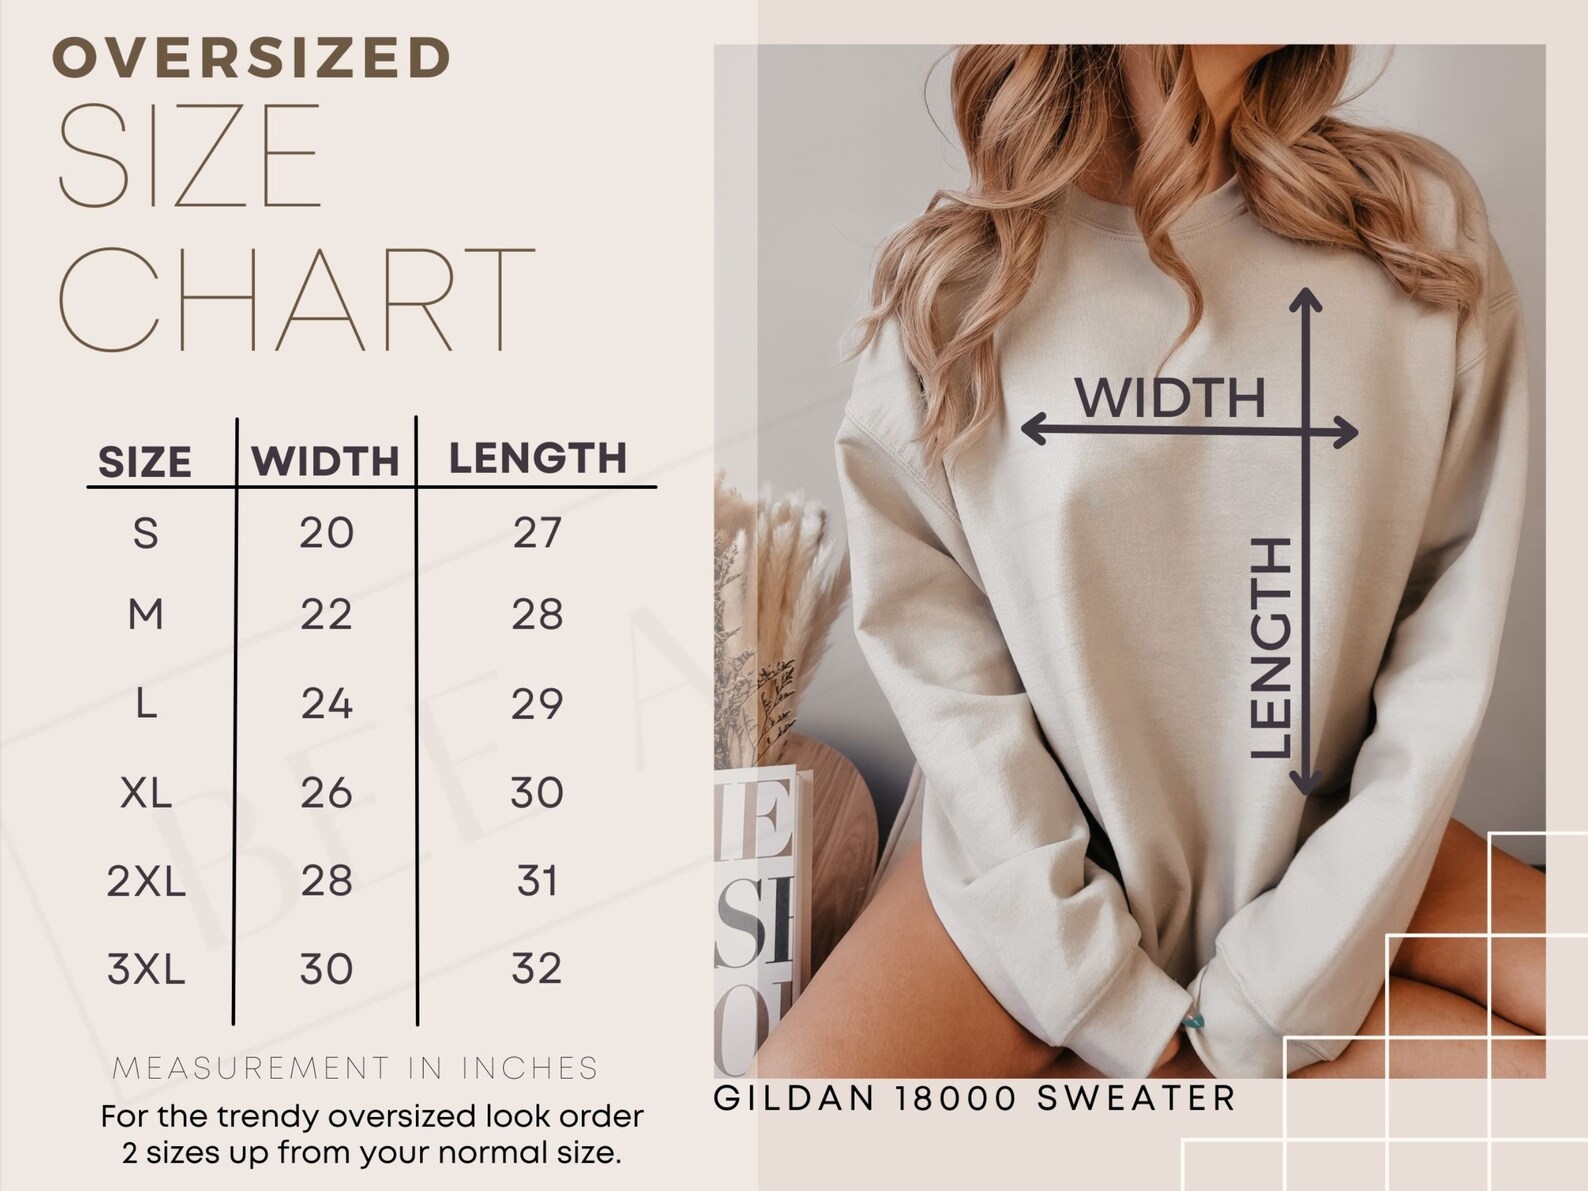 OVERSIZED
SIZE
CHART
SIZE WIDTH LENGTH
S 20 27
M 22 28
L 24 29
XL 26 30
2XL 28 31
3XL 30 32
MEASUREMENT IN INCHES
For the trendy oversized look order
2 sizes up from your normal size.
WIDTH
LENGTH
GILDAN 18000 SWEATER
BEE A